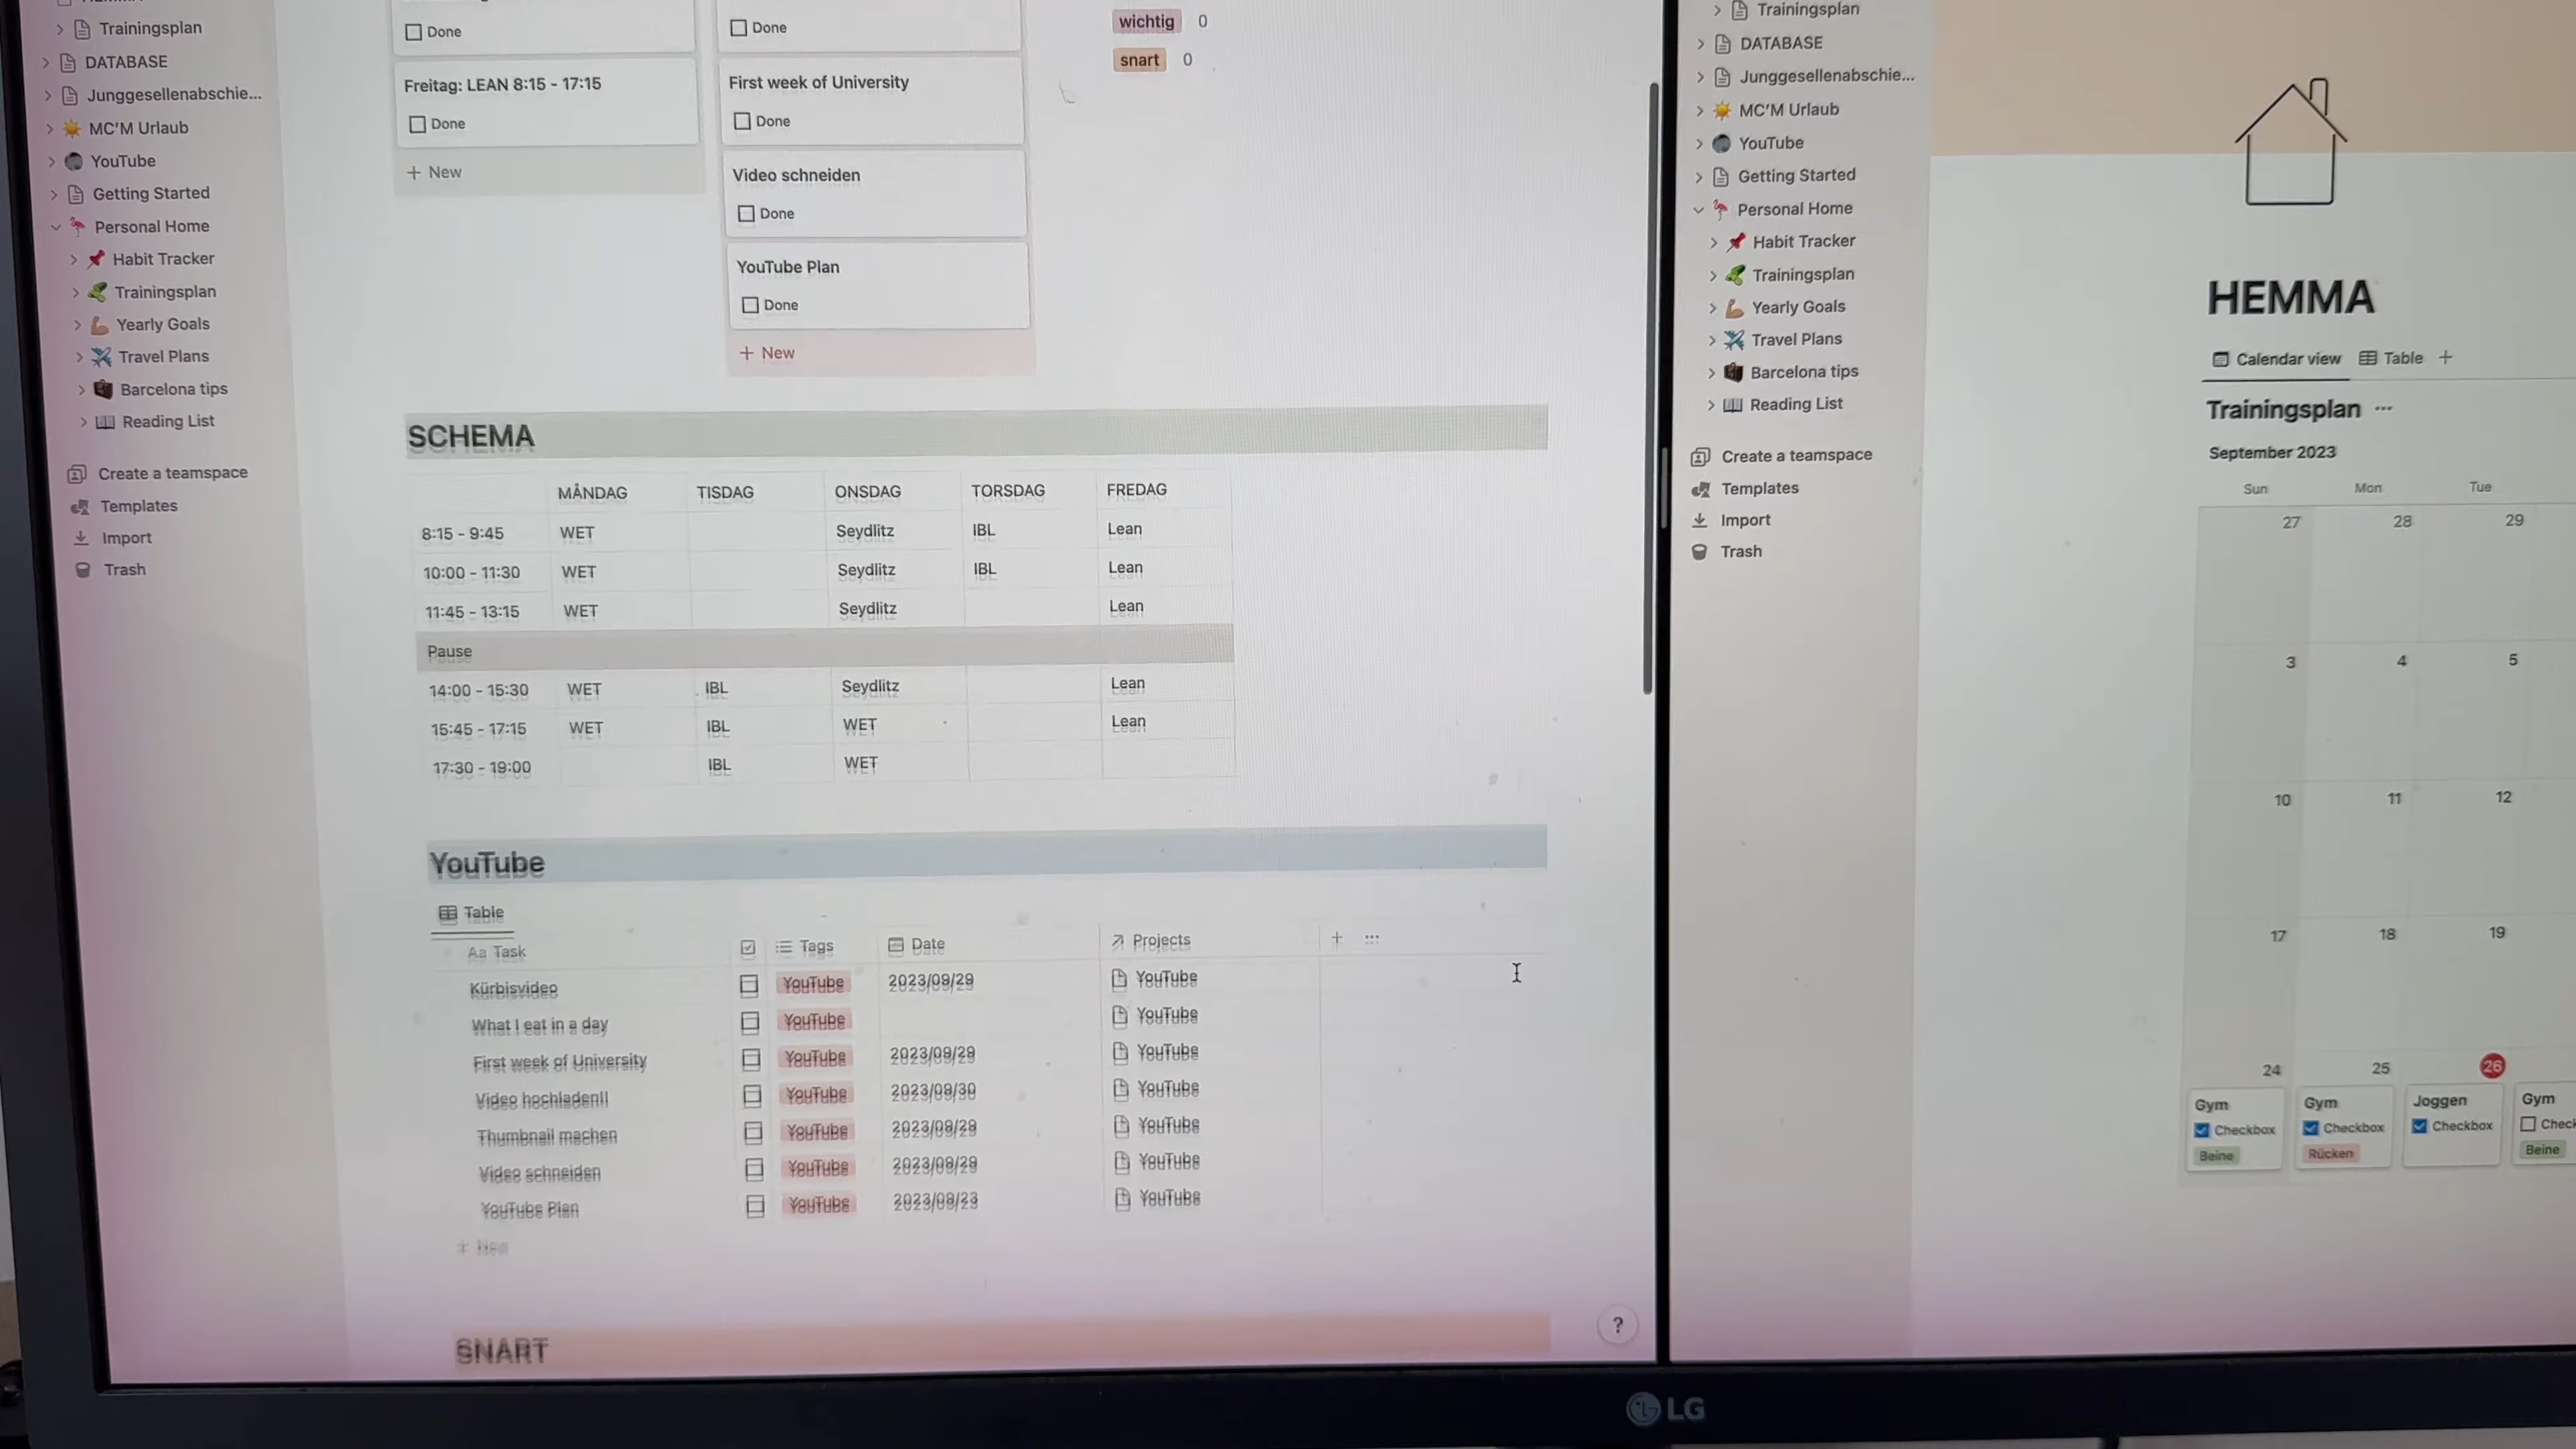 Trainingsplan
DATABASE
Junggesellenabschie...
MC'M Urlaub
YouTube
Getting Started
Personal Home
Habit Tracker
Trainingsplan
Yearly Goals
Travel Plans
Barcelona tips
Reading List
Create a teamspace
Templates
Import
Trash
Done
Freitag: LEAN 8:15 - 17:15
Done
+ New
Done
First week of University
Done
Video schneiden
Done
YouTube Plan
Done
+ New
wichtig 0
snart 0
SCHEMA
MÅNDAG TISDAG ONSDAG TORSDAG FREDAG
8:15 - 9:45 WET Seydlitz IBL Lean
10:00 - 11:30 WET Seydlitz IBL Lean
11:45 - 13:15 WET Seydlitz Lean
Pause
14:00 - 15:30 WET IBL Seydlitz Lean
15:45 - 17:15 WET IBL WET Lean
17:30 - 19:00 IBL WET
YouTube
Table
Aa Task Tags Date Projects +
Kürbisvideo YouTube 2023/09/29 YouTube
What I eat in a day YouTube YouTube
First week of University YouTube 2023/09/29 YouTube
Video hochladen!! YouTube 2023/09/30 YouTube
Thumbnail machen YouTube 2023/09/29 YouTube
Video schneiden YouTube 2023/09/29 YouTube
YouTube Plan YouTube 2023/09/23 YouTube
+ New
SNART
?
Trainingsplan
DATABASE
Junggesellenabschie...
MC'M Urlaub
YouTube
Getting Started
Personal Home
Habit Tracker
Trainingsplan
Yearly Goals
Travel Plans
Barcelona tips
Reading List
Create a teamspace
Templates
Import
Trash
HEMMA
Calendar view Table +
Trainingsplan ...
September 2023
Sun Mon Tue
27 28 29
3 4 5
10 11 12
17 18 19
24 25 26
Gym Gym Joggen Gym
Checkbox Checkbox Checkbox Check
Beine Rücken Beine
LG